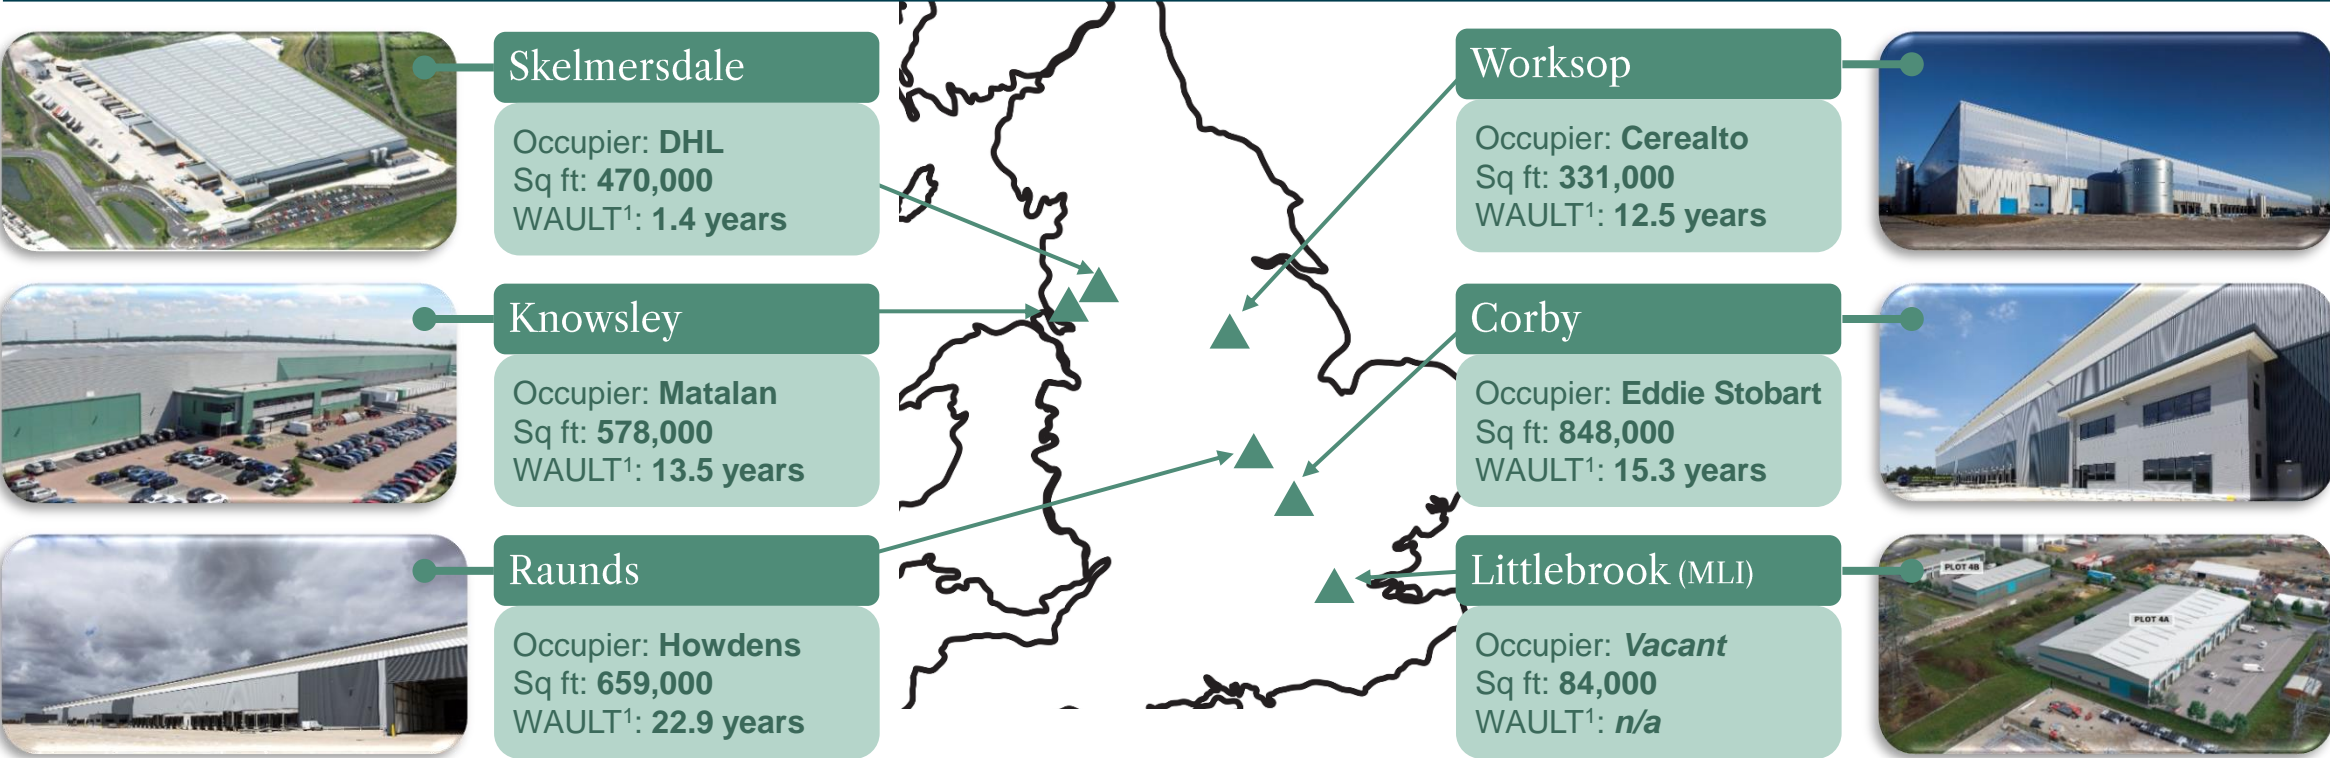 Skelmersdale
Occupier: DHL
Sq ft: 470,000
WAULT¹: 1.4 years
Knowsley
Occupier: Matalan
Sq ft: 578,000
WAULT¹: 13.5 years
Raunds
Occupier: Howdens
Sq ft: 659,000
WAULT¹: 22.9 years
Worksop
Occupier: Cerealto
Sq ft: 331,000
WAULT¹: 12.5 years
Corby
Occupier: Eddie Stobart
Sq ft: 848,000
WAULT¹: 15.3 years
Littlebrook (MLI)
Occupier: Vacant
Sq ft: 84,000
WAULT¹: n/a
PLOT 4B
PLOT 4A